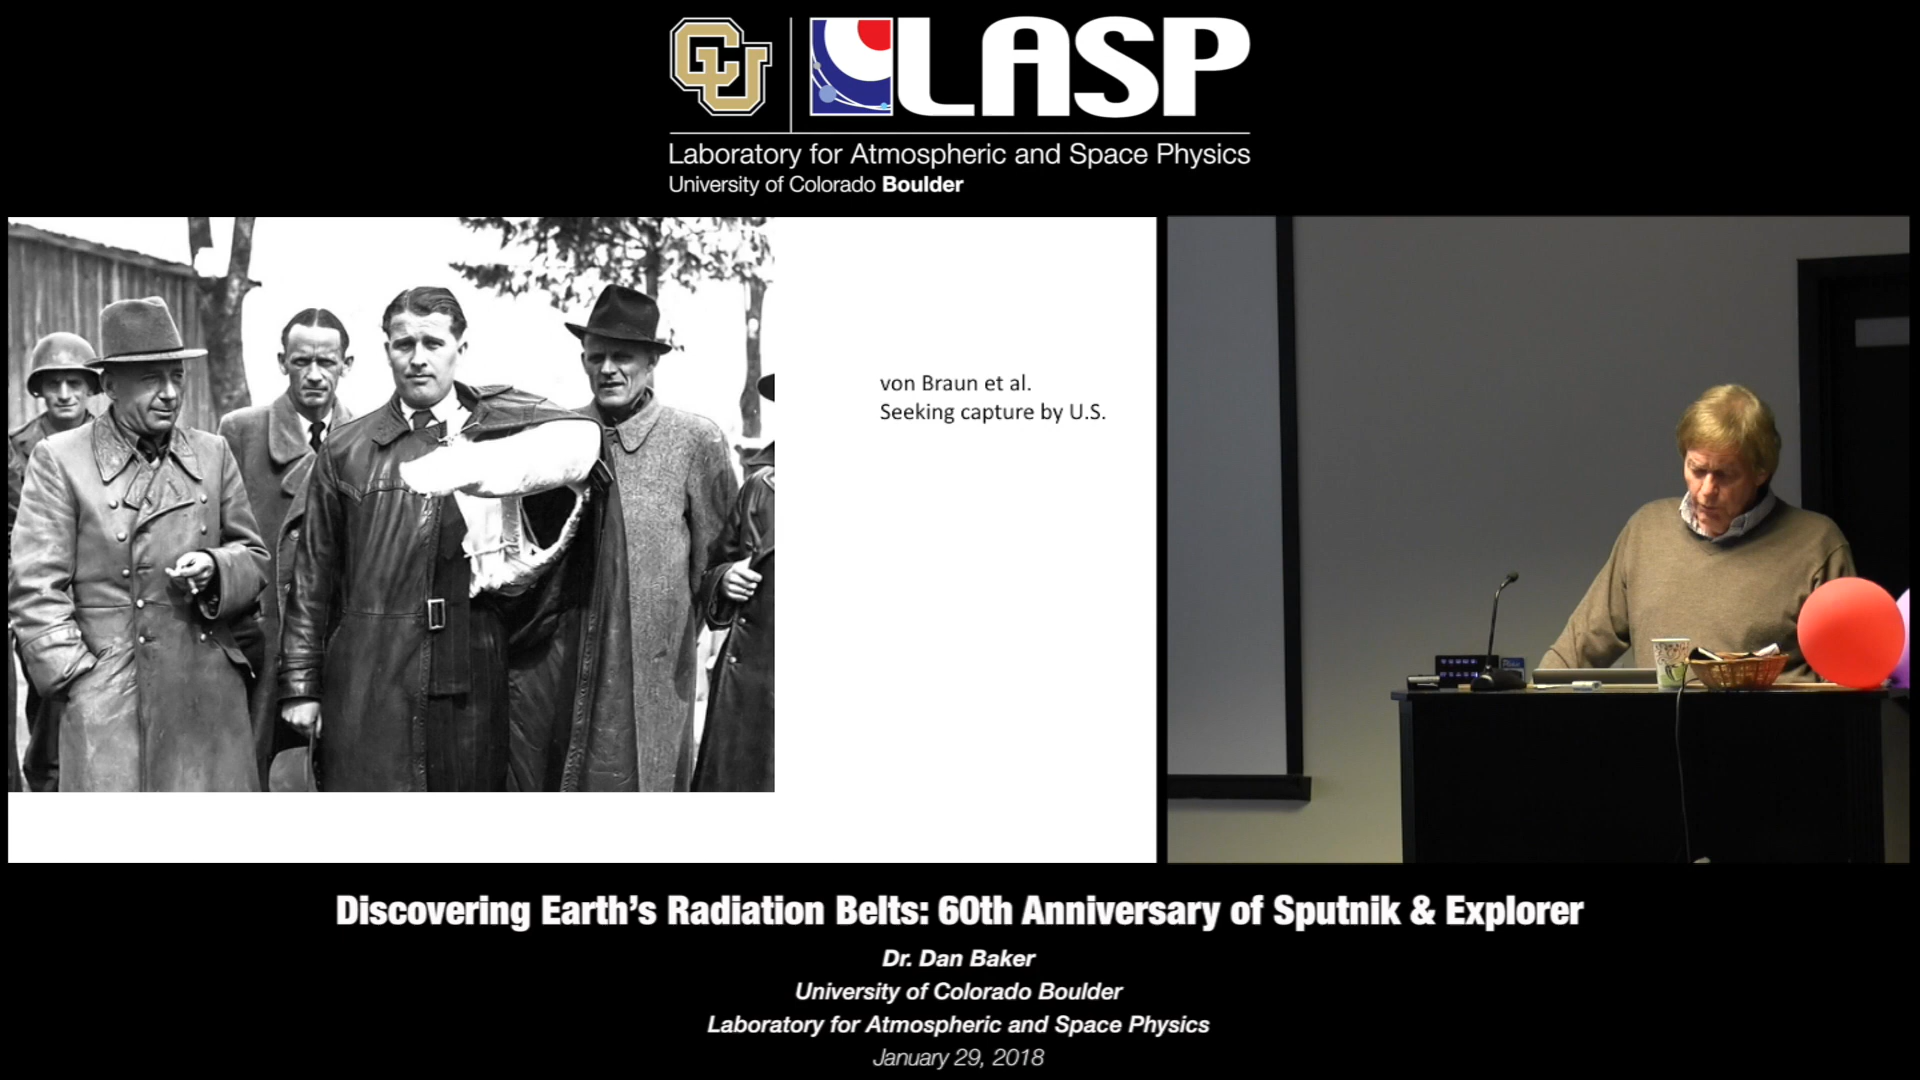 CU
LASP
Laboratory for Atmospheric and Space Physics
University of Colorado Boulder
von Braun et al.
Seeking capture by U.S.
Discovering Earth's Radiation Belts: 60th Anniversary of Sputnik & Explorer
Dr. Dan Baker
University of Colorado Boulder
Laboratory for Atmospheric and Space Physics
January 29, 2018